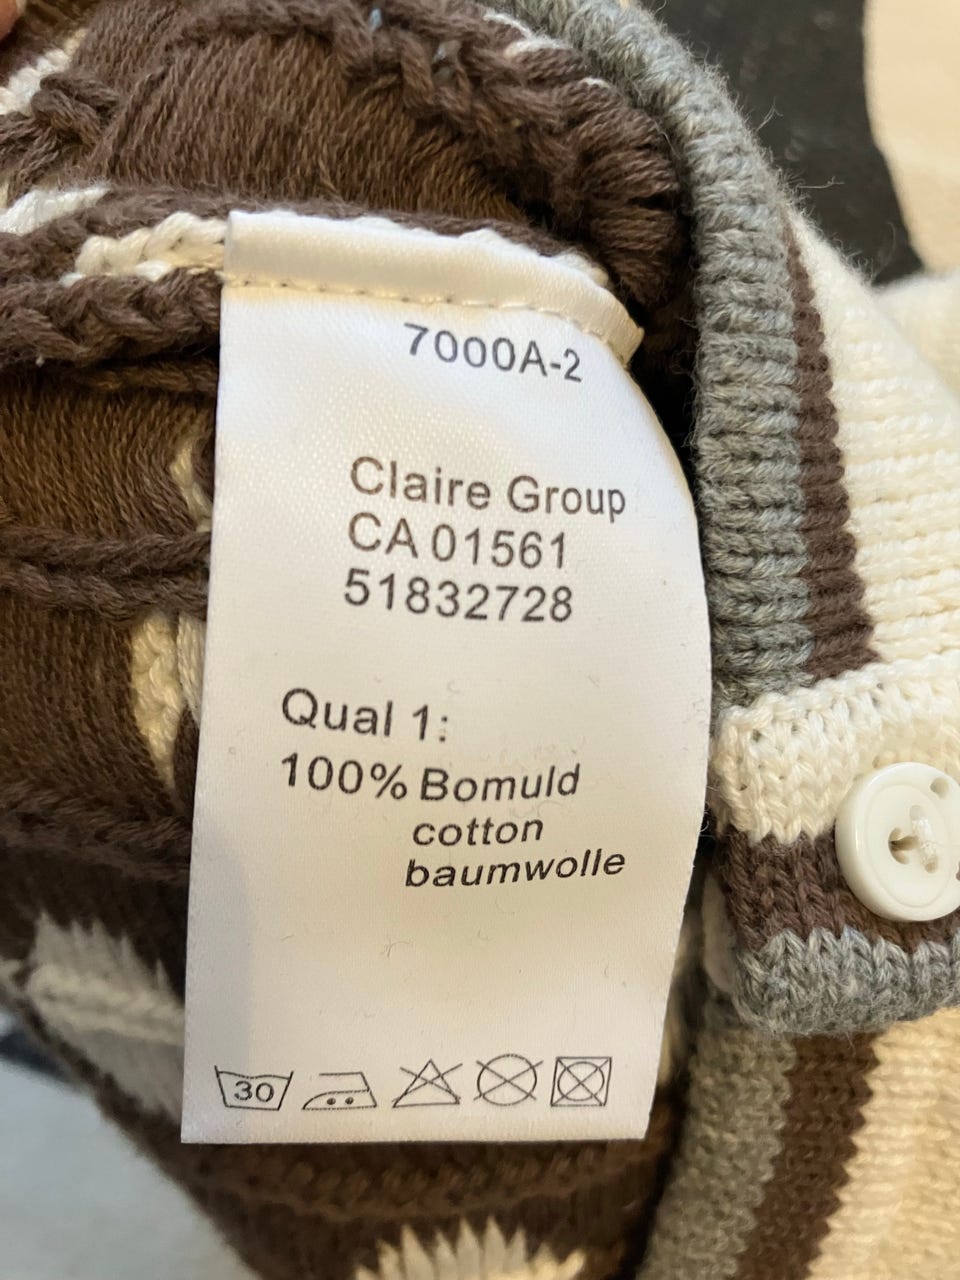 7000A-2
Claire Group
CA 01561
51832728
Qual 1:
100% Bomuld
cotton
baumwolle
30